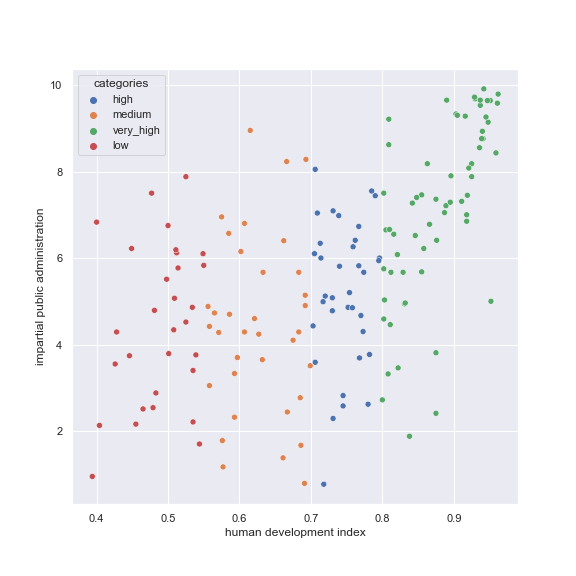 categories
high
medium
very_high
low
10
8
6
4
2
impartial public administration
0.4 0.5 0.6 0.7 0.8 0.9
human development index